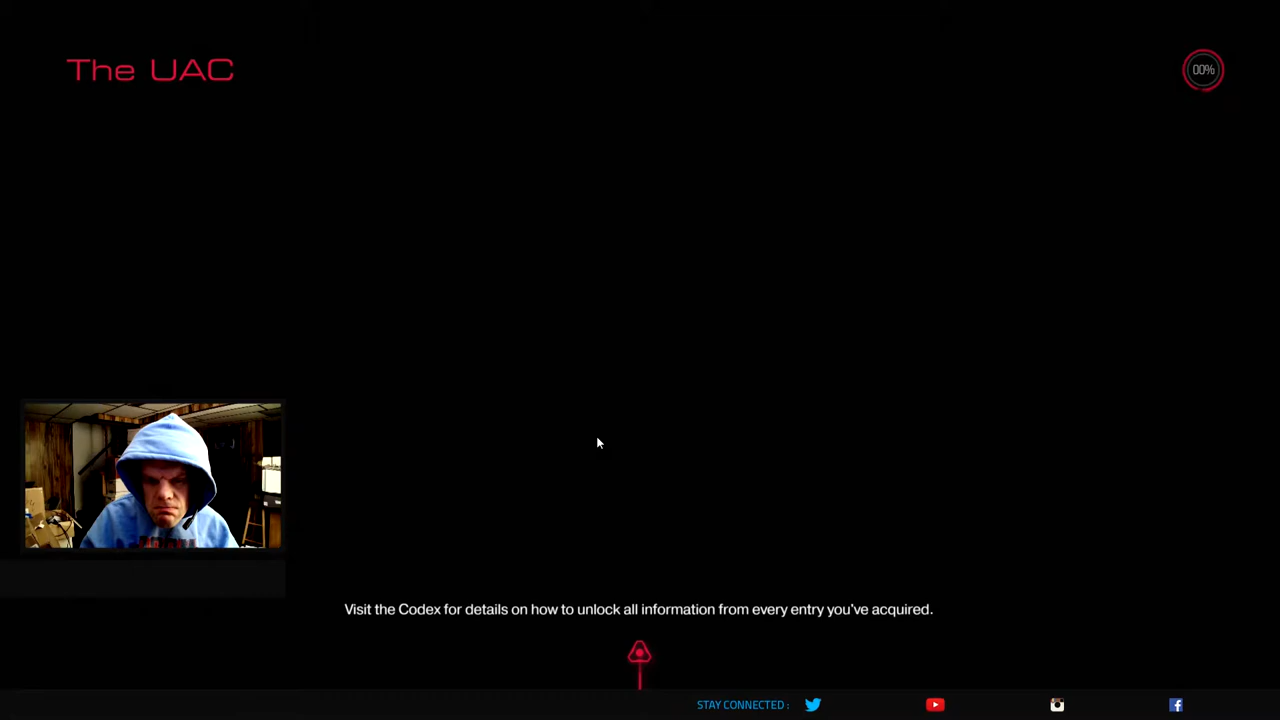 The UAC
00%
Visit the Codex for details on how to unlock all information from every entry you've acquired.
STAY CONNECTED :